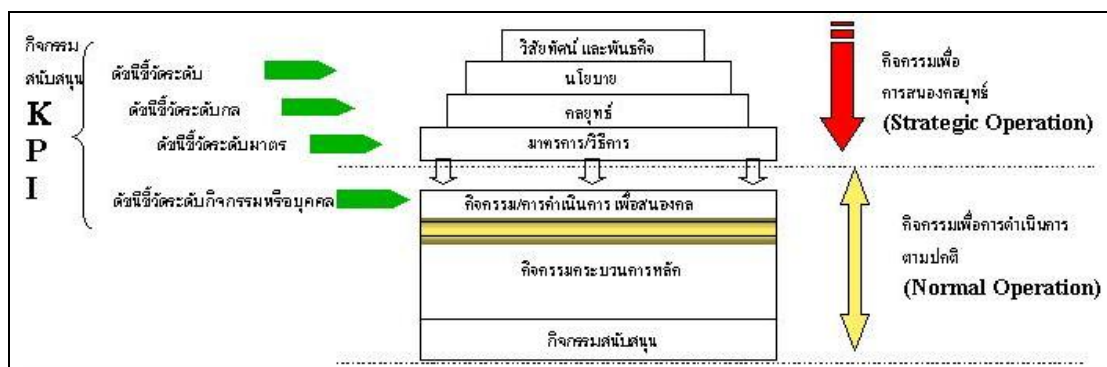 กิจกรรม
สนับสนุน
K
P
I
ดัชนีชี้วัดระดับ
ดัชนีชี้วัดระดับกล
ดัชนีชี้วัดระดับมาตร
ดัชนีชี้วัดระดับกิจกรรมหรือบุคคล
วิสัยทัศน์ และพันธกิจ
นโยบาย
กลยุทธ์
มาตรการ/วิธีการ
กิจกรรม/การดำเนินการ เพื่อสนองกล
กิจกรรมกระบวนการหลัก
กิจกรรมสนับสนุน
กิจกรรมเพื่อ
การสนองกลยุทธ์
(Strategic Operation)
กิจกรรมเพื่อการดำเนินการ
ตามปกติ
(Normal Operation)